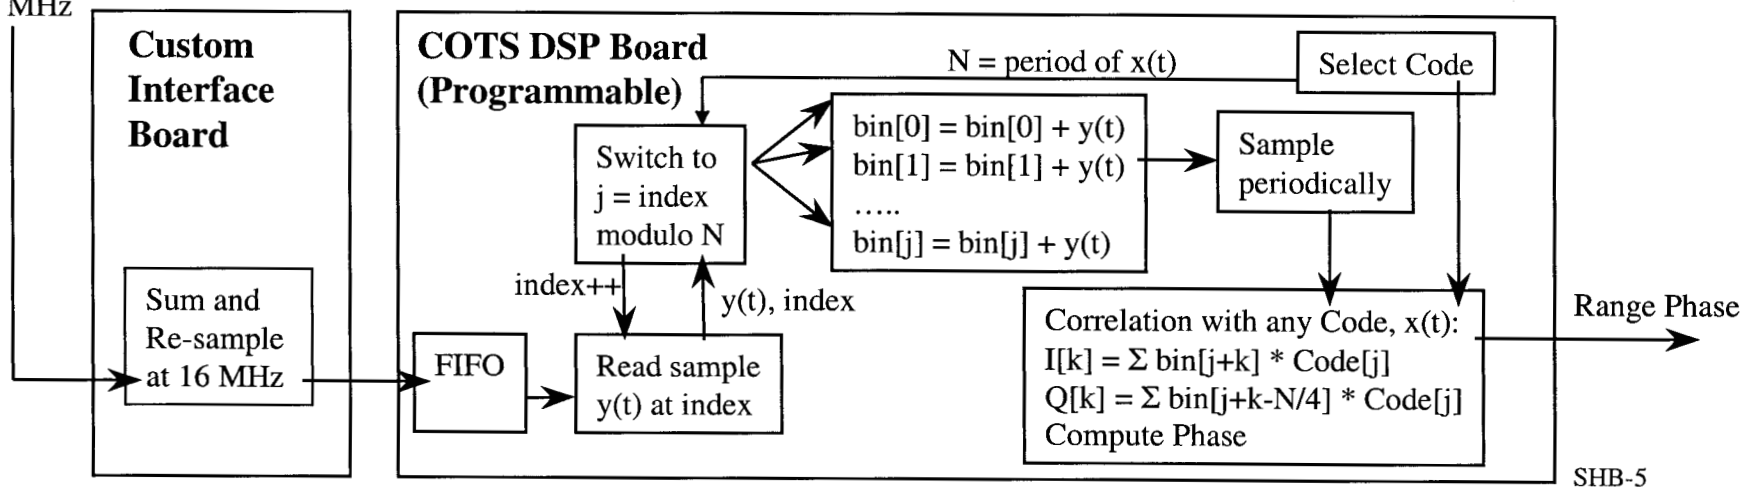 MHz
Custom
Interface
Board
Sum and
Re-sample
at 16 MHz
COTS DSP Board
(Programmable)
N = period of x(t)
Select Code
Switch to
j = index
modulo N
bin[0] = bin[0] + y(t)
bin[1] = bin[1] + y(t)
.....
bin[j] = bin[j] + y(t)
Sample
periodically
index++
y(t), index
FIFO
Read sample
y(t) at index
Correlation with any Code, x(t):
I[k] = Σ bin[j+k] * Code[j]
Q[k] = Σ bin[j+k-N/4] * Code[j]
Compute Phase
Range Phase
SHB-5